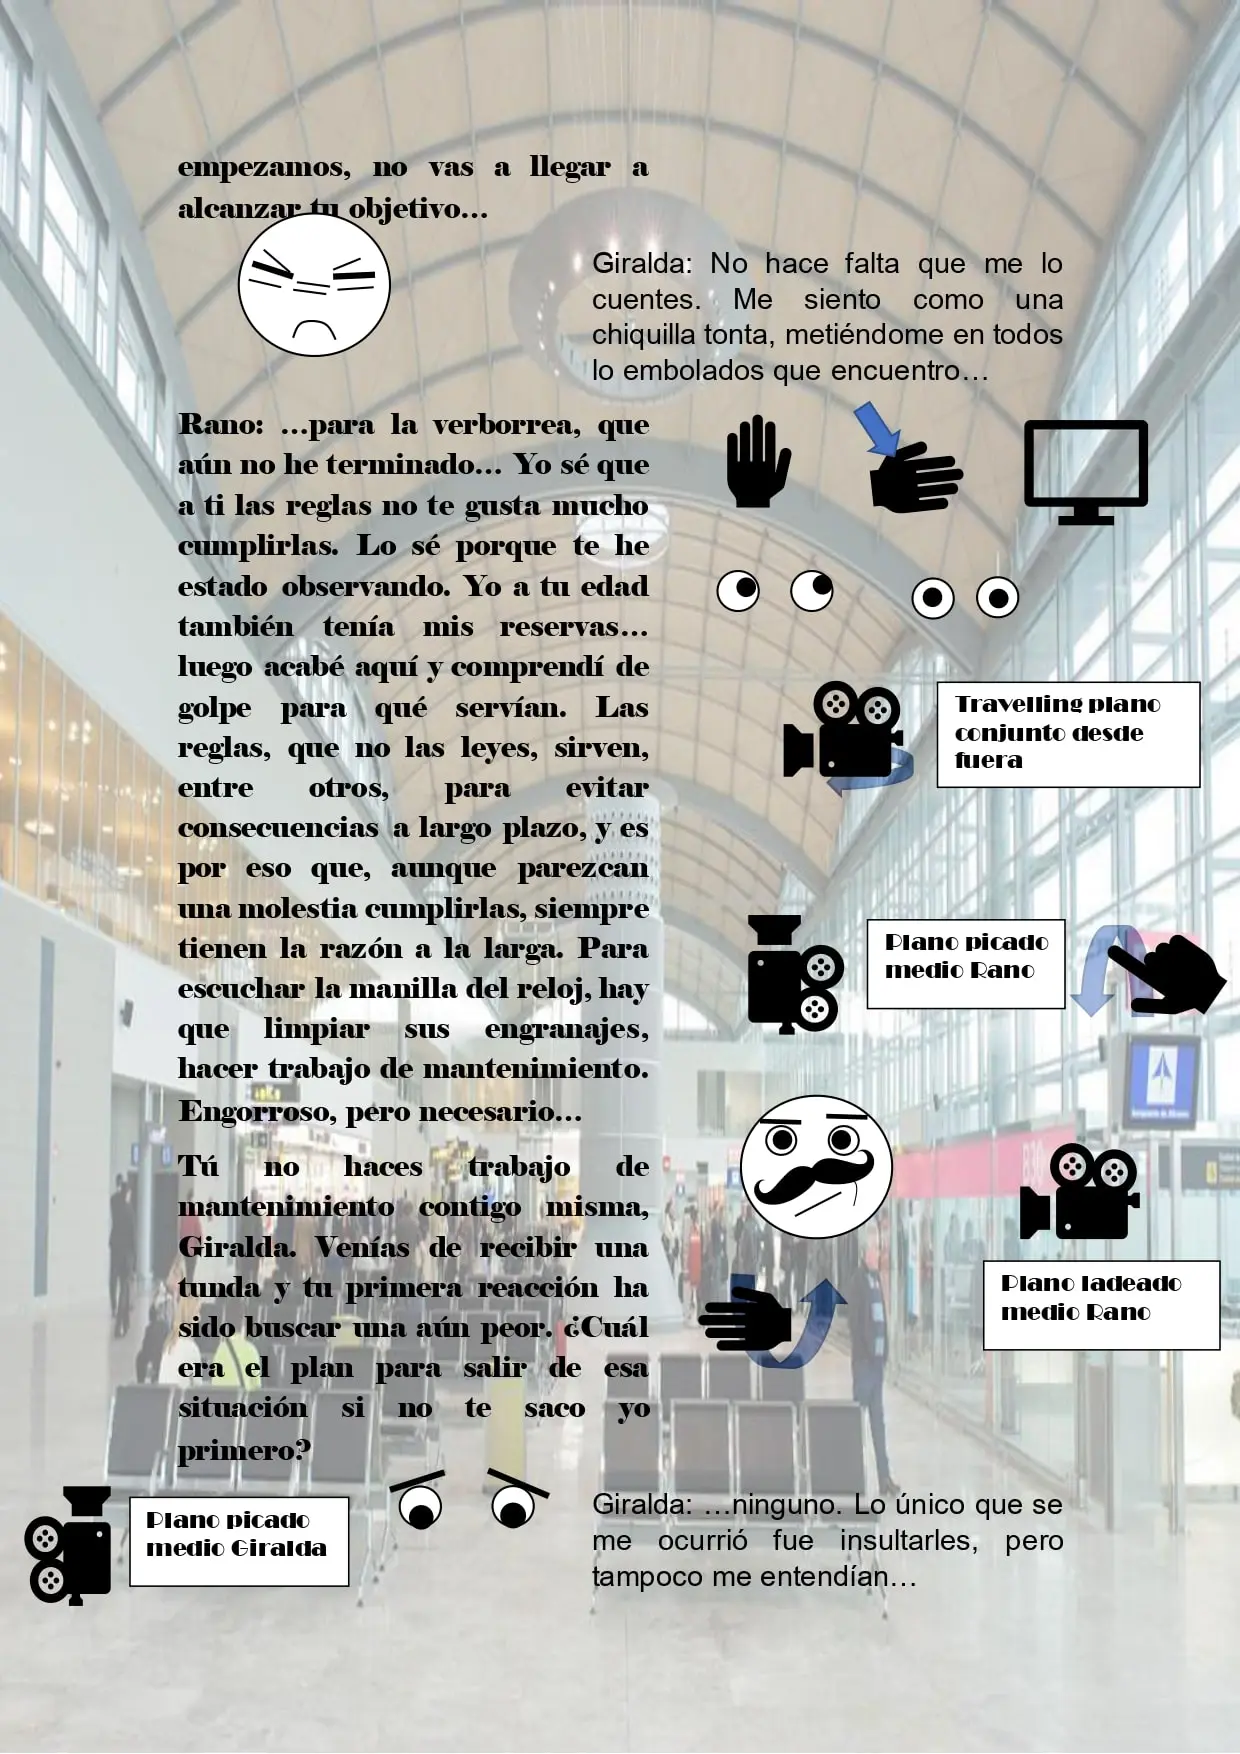 empezamos, no vas a llegar a
alcanzar tu objetivo...
Giralda: No hace falta que me lo
cuentes. Me siento como una
chiquilla tonta, metiéndome en todos
lo embolados que encuentro…
Rano: ...para la verborrea, que
aún no he terminado... Yo sé que
a ti las reglas no te gusta mucho
cumplirlas. Lo sé porque te he
estado observando. Yo a tu edad
también tenía mis reservas...
luego acabé aquí y comprendí de
golpe para qué servían. Las
reglas, que no las leyes, sirven,
entre otros, para evitar
consecuencias a largo plazo, y es
por eso que, aunque parezcan
una molestia cumplirlas, siempre
tienen la razón a la larga. Para
escuchar la manilla del reloj, hay
que limpiar sus engranajes,
hacer trabajo de mantenimiento.
Engorroso, pero necesario...
Travelling plano
conjunto desde
fuera
Plano picado
medio Rano
Tú no haces trabajo de
mantenimiento contigo misma,
Giralda. Venías de recibir una
tunda y tu primera reacción ha
sido buscar una aún peor. ¿Cuál
era el plan para salir de esa
situación si no te saco yo
primero?
Plano ladeado
medio Rano
Plano picado
medio Giralda
Giralda: …ninguno. Lo único que se
me ocurrió fue insultarles, pero
tampoco me entendían…